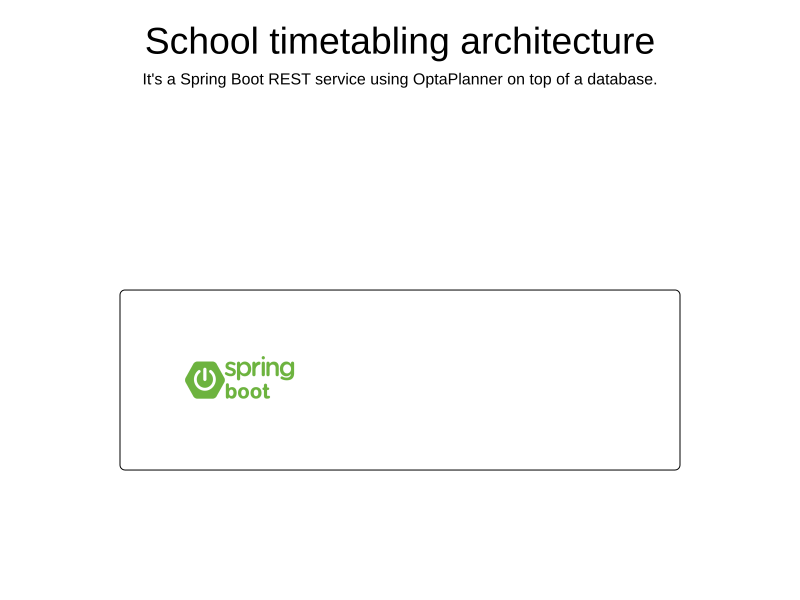 School timetabling architecture
It's a Spring Boot REST service using OptaPlanner on top of a database.
spring
boot